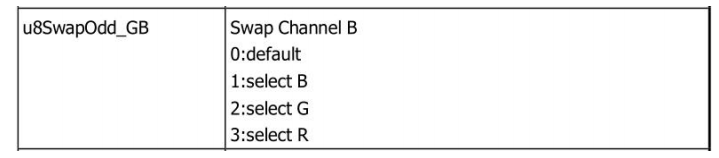 u8SwapOdd_GB
Swap Channel B
0:default
1:select B
2:select G
3:select R